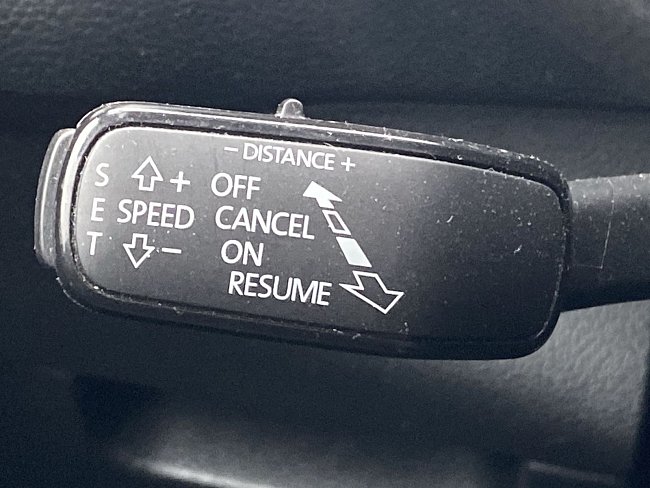 - DISTANCE +
S + OFF
E SPEED CANCEL
T - ON
RESUME